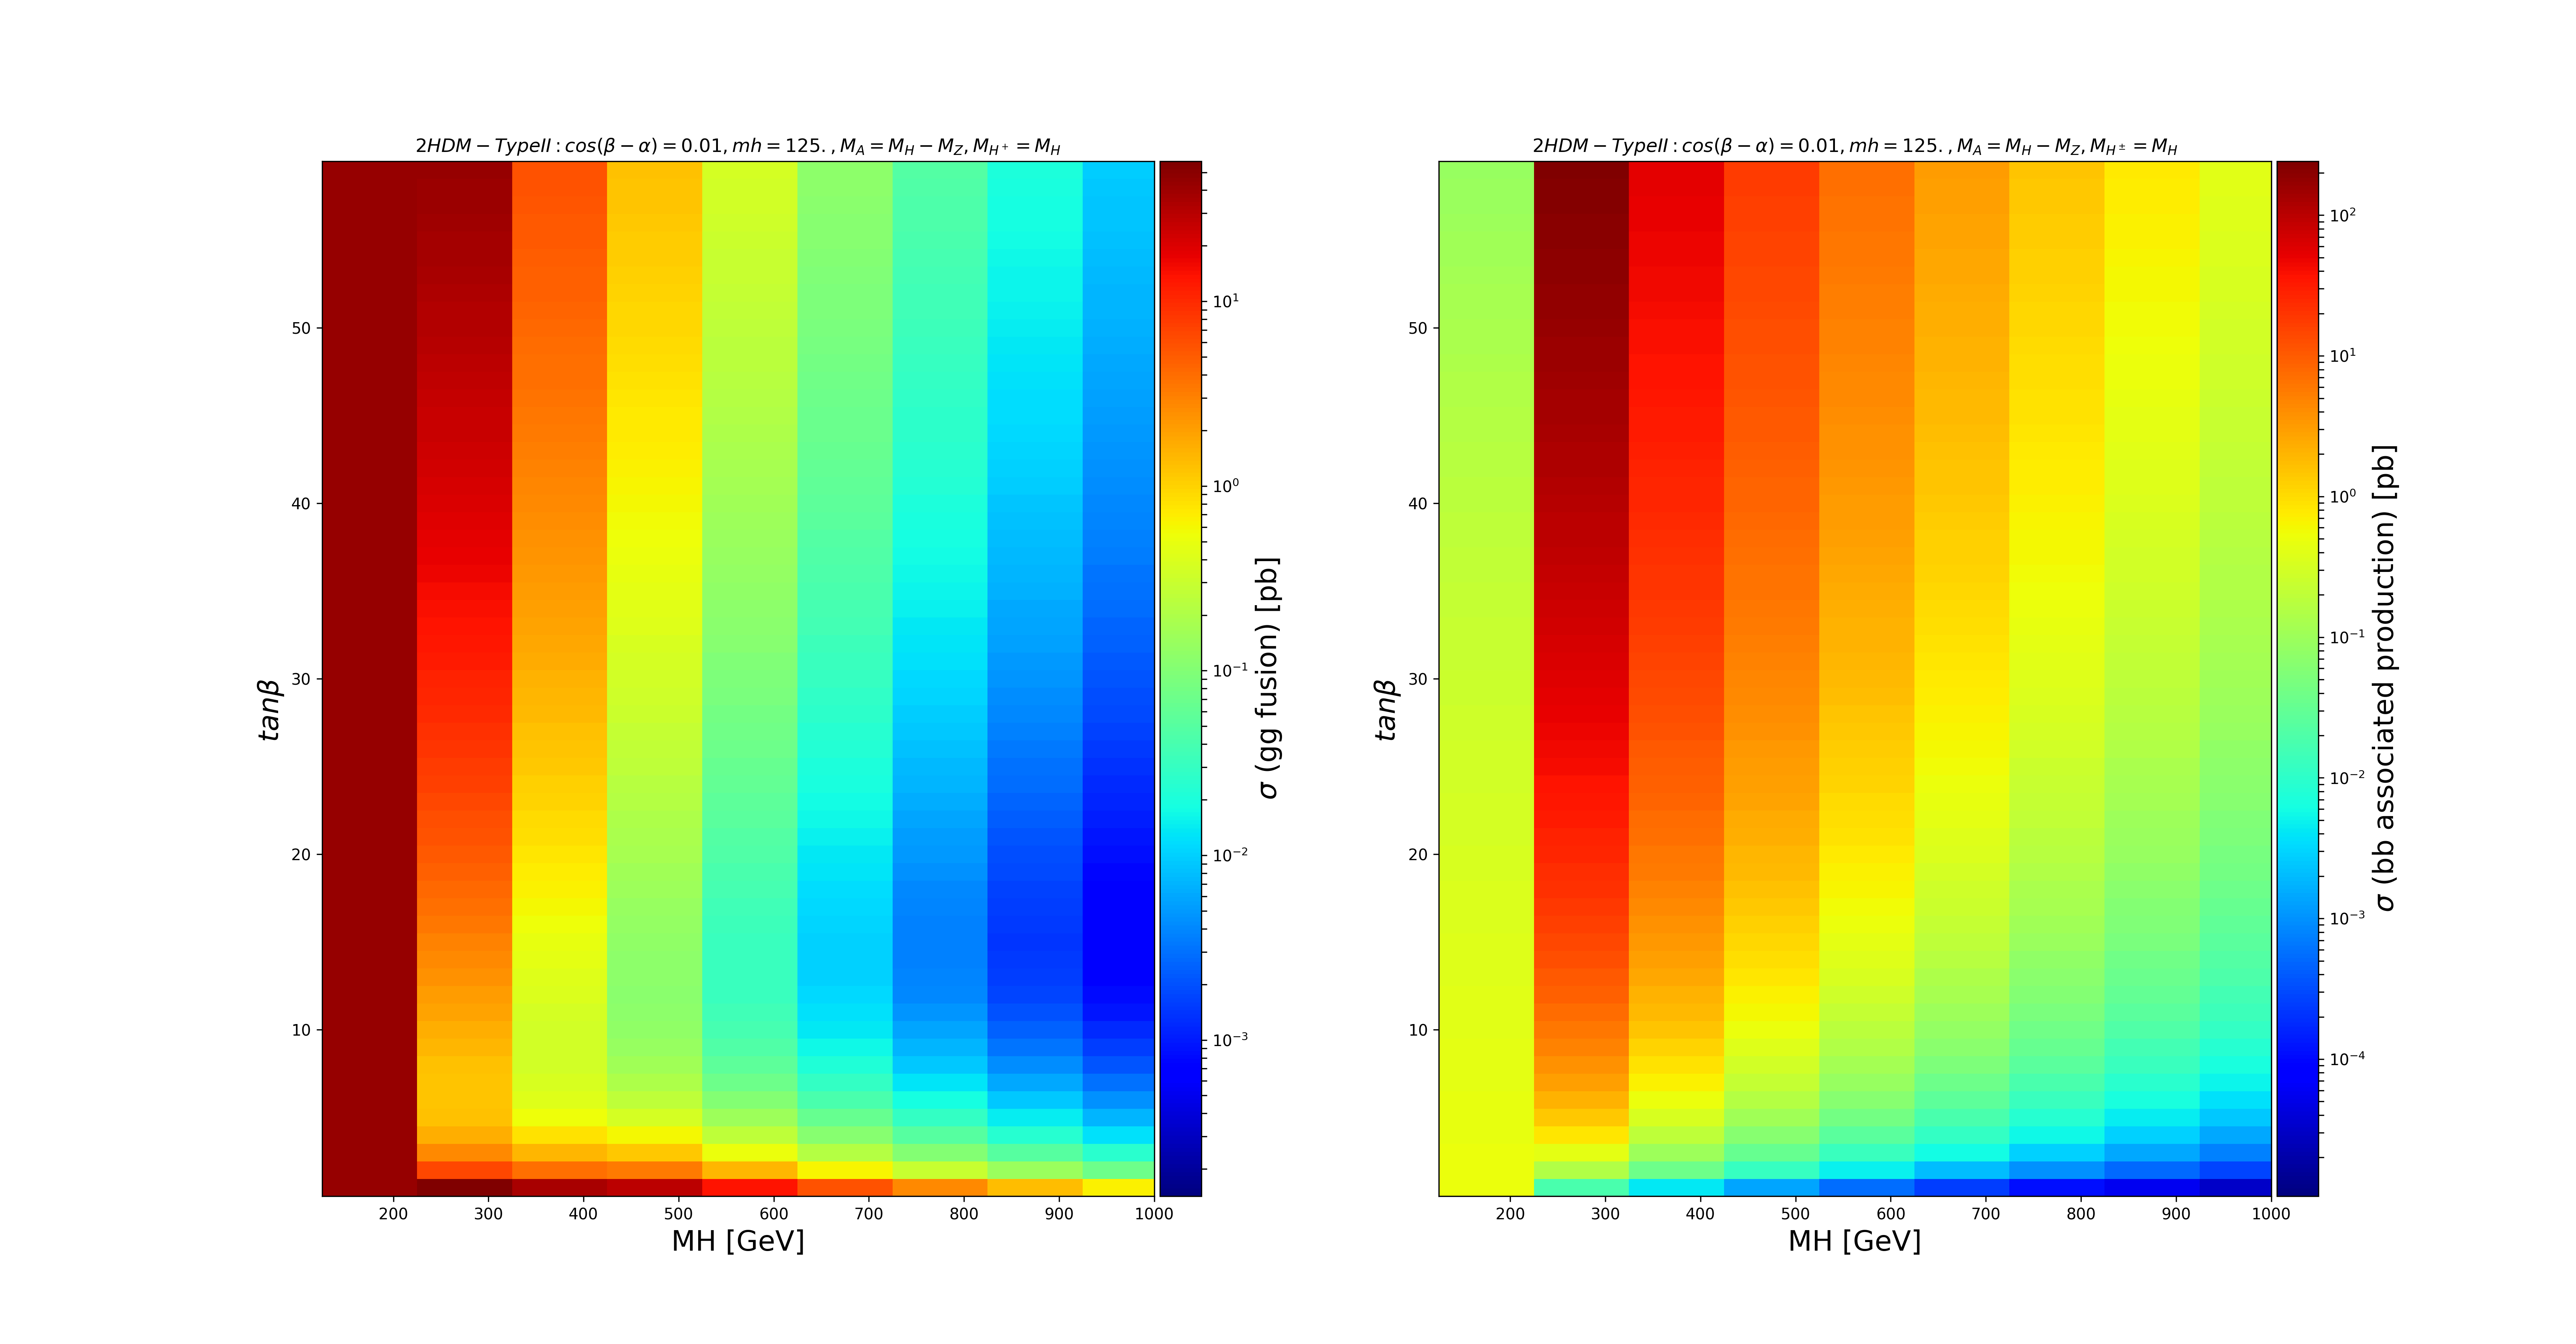 2HDM − TypeII : cos(β − α) = 0.01, mh = 125. , M_A = M_H − M_Z, M_{H^+} = M_H
50
40
30
20
10
tanβ
200 300 400 500 600 700 800 900 1000
MH [GeV]
10^1
10^0
10^{−1}
10^{−2}
10^{−3}
σ (gg fusion) [pb]
2HDM − TypeII : cos(β − α) = 0.01, mh = 125. , M_A = M_H − M_Z, M_{H^±} = M_H
50
40
30
20
10
tanβ
200 300 400 500 600 700 800 900 1000
MH [GeV]
10^2
10^1
10^0
10^{−1}
10^{−2}
10^{−3}
10^{−4}
σ (bb associated production) [pb]